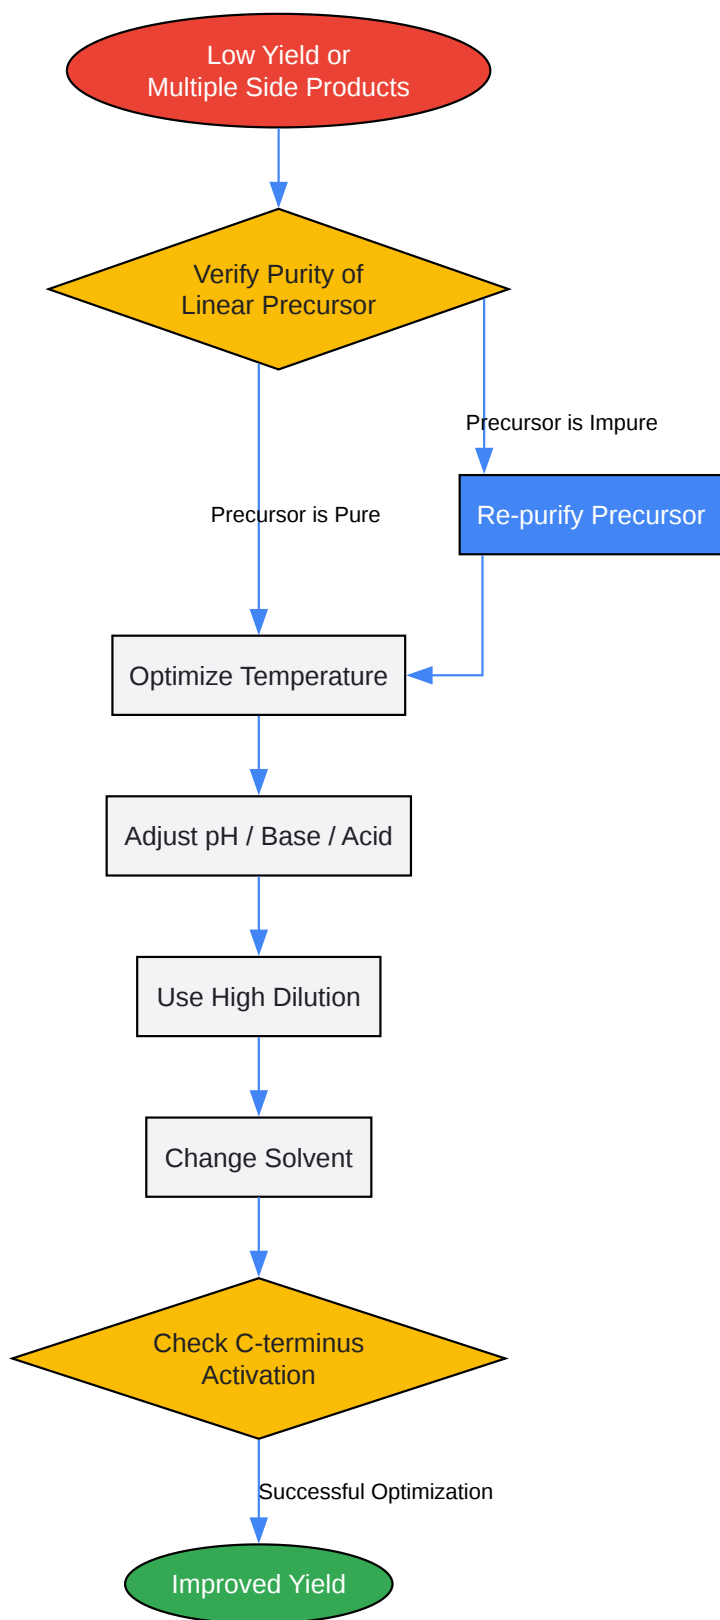 Low Yield or
Multiple Side Products
Verify Purity of
Linear Precursor
Precursor is Impure
Precursor is Pure
Re-purify Precursor
Optimize Temperature
Adjust pH / Base / Acid
Use High Dilution
Change Solvent
Check C-terminus
Activation
Successful Optimization
Improved Yield